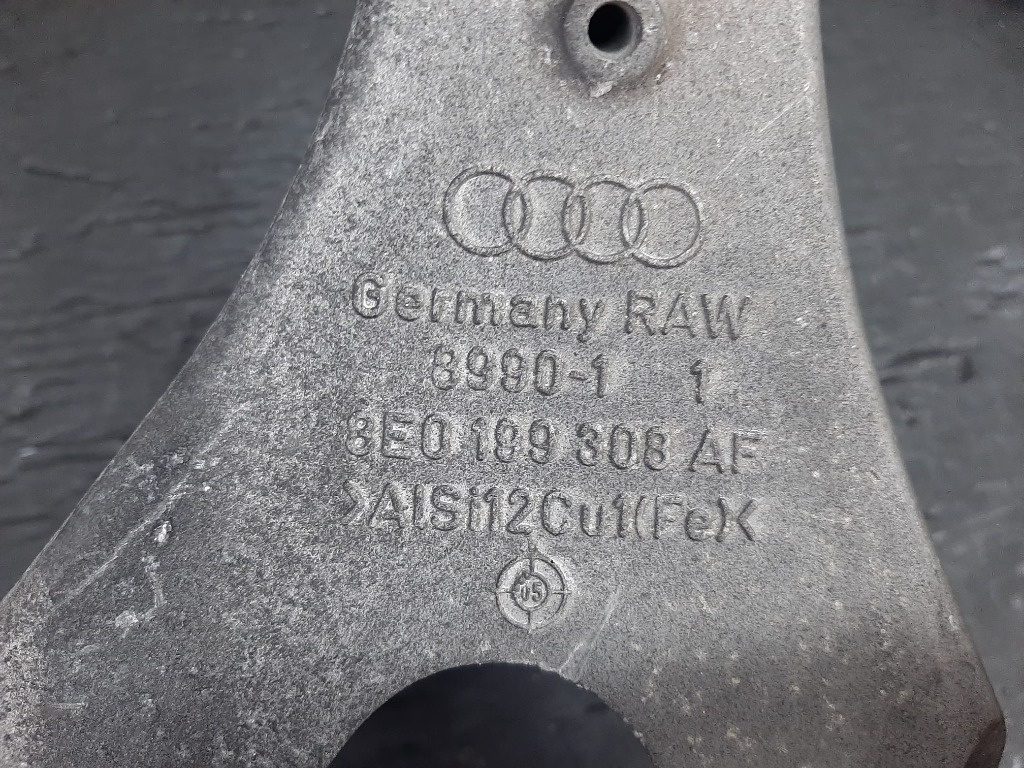 Germany RAW
8990-1 1
8E0 199 308 AF
>AlSi12Cu1(Fe)<
05